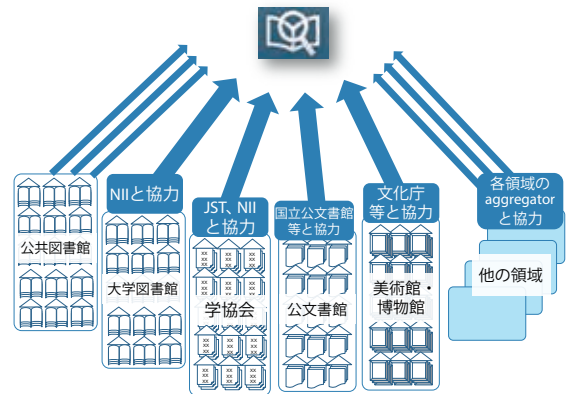 公共図書館
NIIと協力
大学図書館
JST、NII
と協力
学協会
国立公文書館
等と協力
公文書館
文化庁
等と協力
美術館・
博物館
各領域の
aggregator
と協力
他の領域